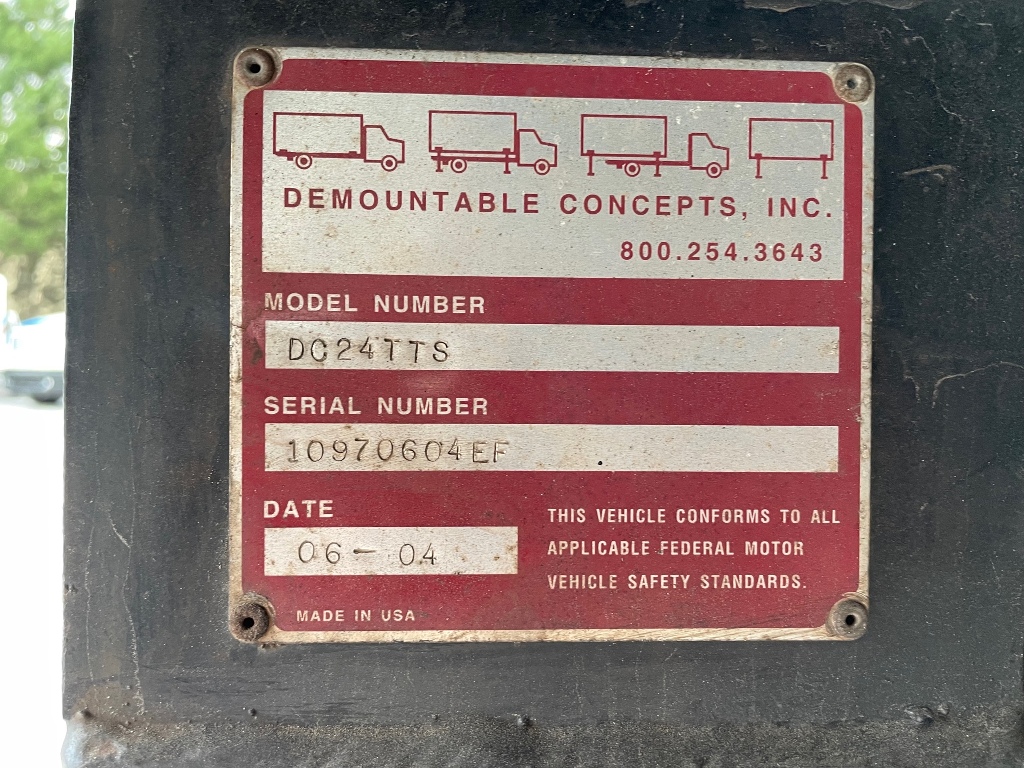 DEMOUNTABLE CONCEPTS, INC.
800.254.3643
MODEL NUMBER
DC24TTS
SERIAL NUMBER
10970604EF
DATE
06- 04
THIS VEHICLE CONFORMS TO ALL
APPLICABLE FEDERAL MOTOR
VEHICLE SAFETY STANDARDS.
MADE IN USA